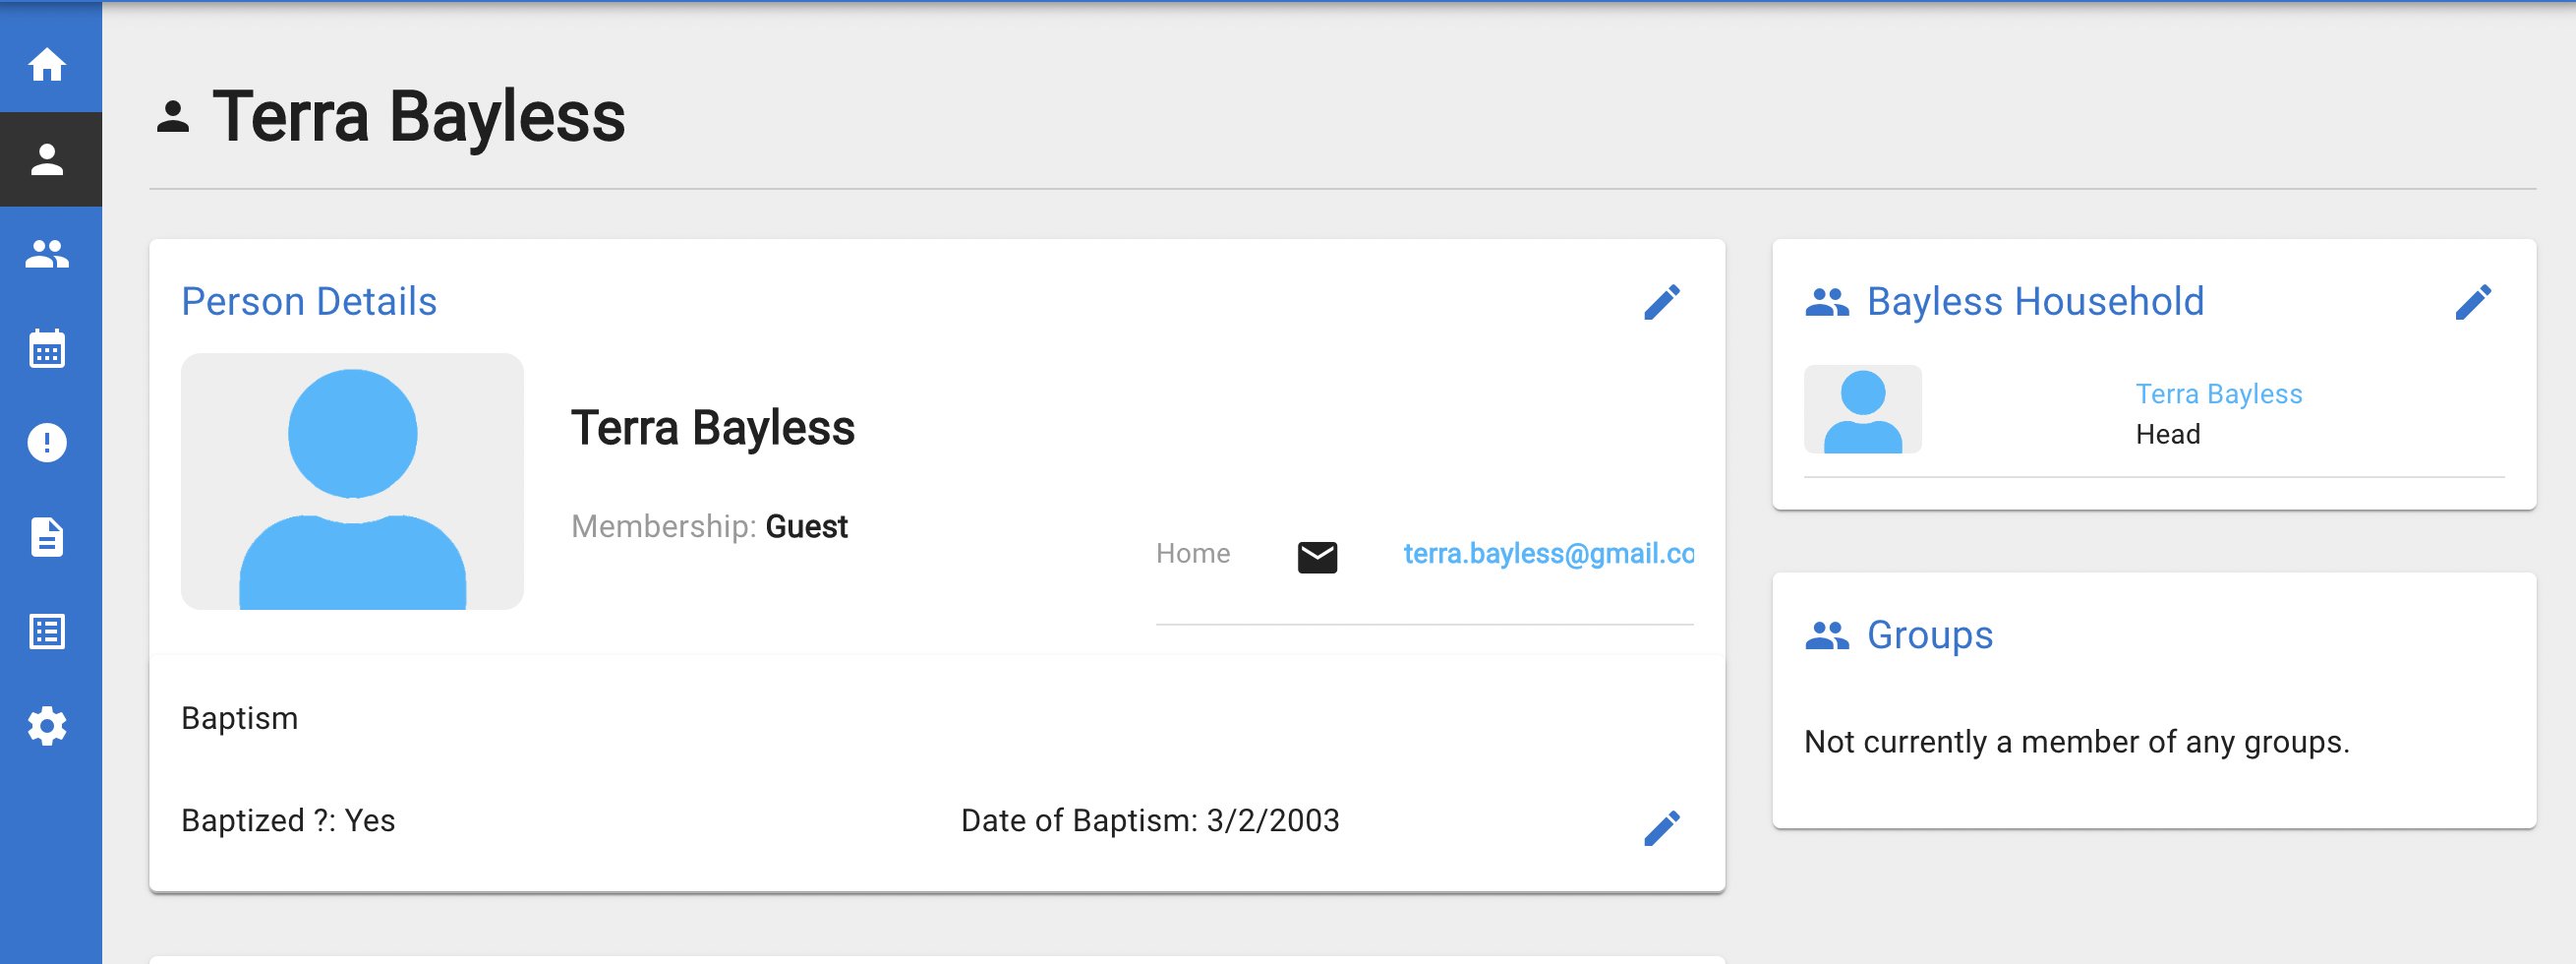 Terra Bayless
Person Details
Terra Bayless
Membership: Guest
Home terra.bayless@gmail.co
Baptism
Baptized ?: Yes Date of Baptism: 3/2/2003
Bayless Household
Terra Bayless
Head
Groups
Not currently a member of any groups.